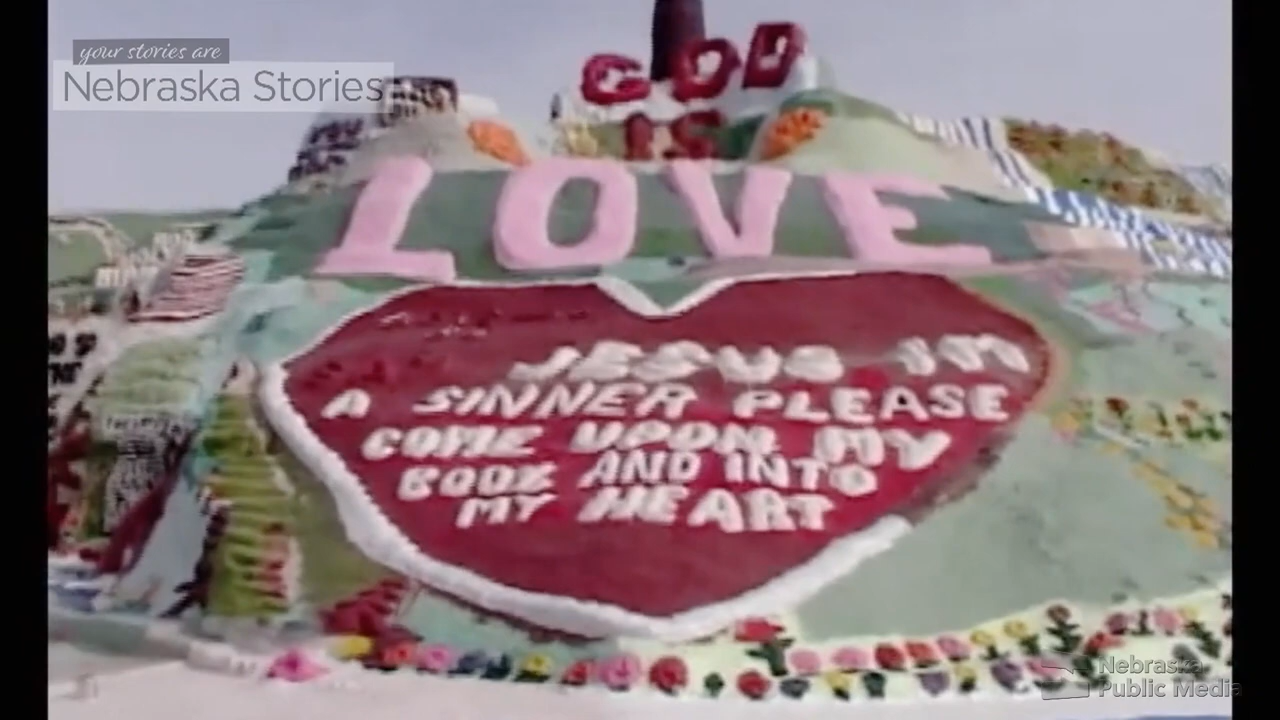 your stories are
Nebraska Stories
GOD
IS
LOVE
JESUS IM
A SINNER PLEASE
COME UPON MY
BODY AND INTO
MY HEART
Nebraska
Public Media